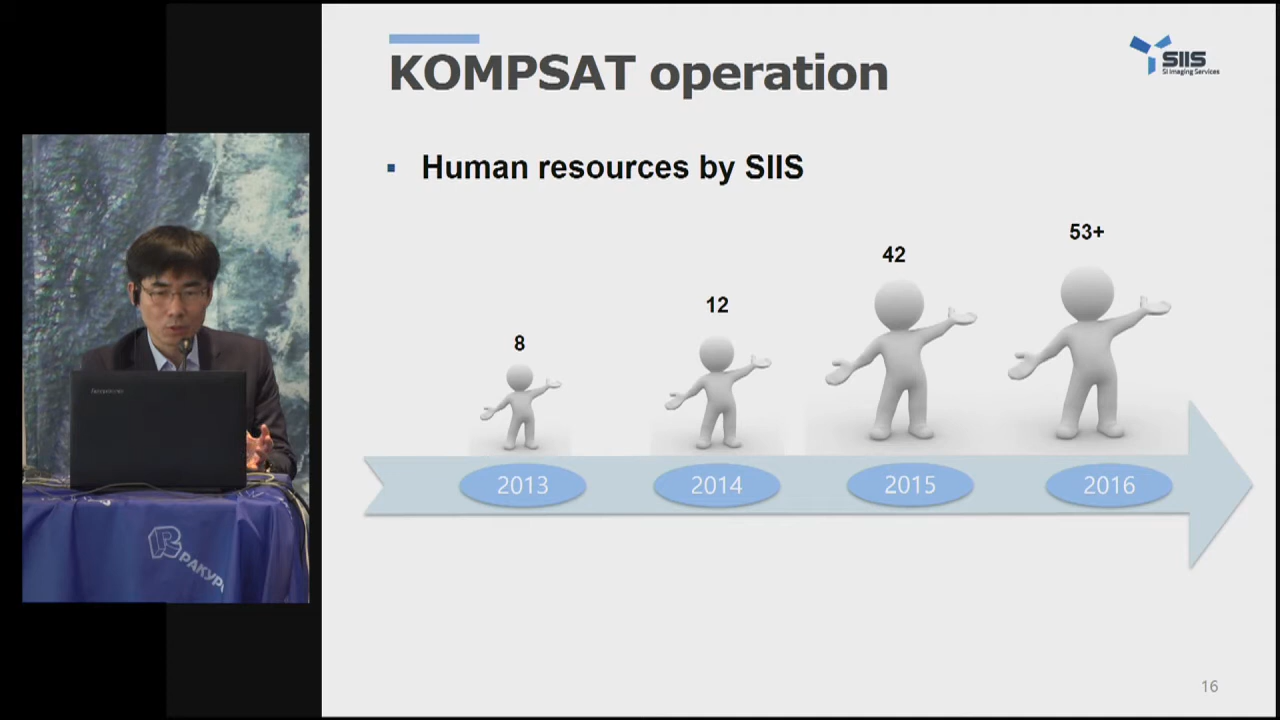 KOMPSAT operation
SIIS
SI Imaging Services
Human resources by SIIS
8
12
42
53+
2013
2014
2015
2016
РАКУР
16